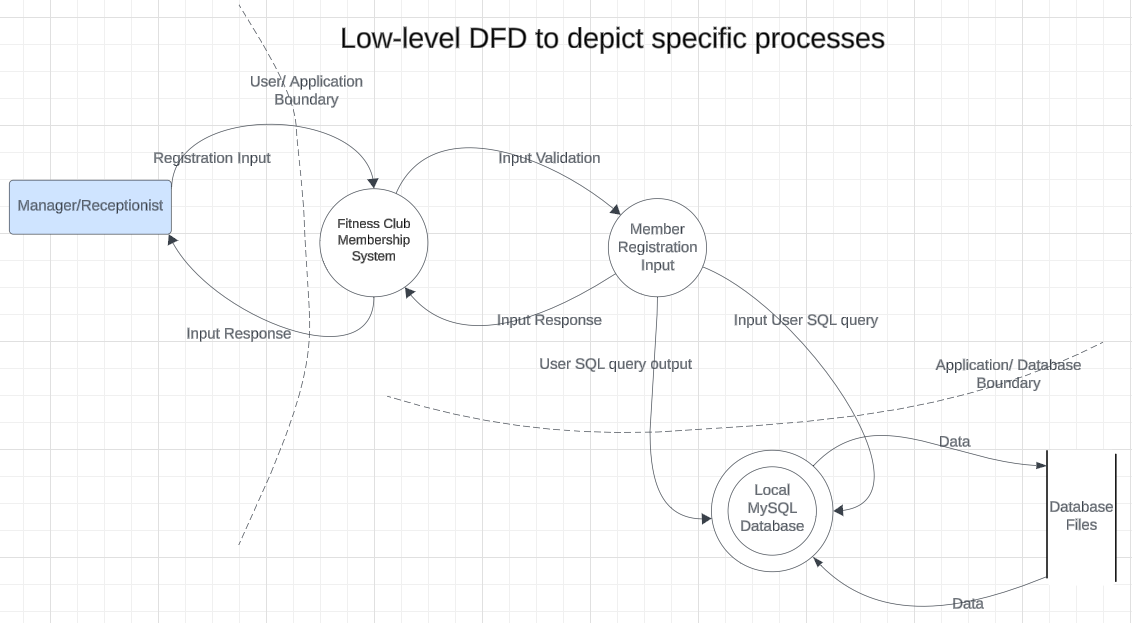 Low-level DFD to depict specific processes
User/ Application
Boundary
Registration Input
Input Validation
Manager/Receptionist
Fitness Club
Membership
System
Member
Registration
Input
Input Response
Input Response
Input User SQL query
User SQL query output
Application/ Database
Boundary
Data
Local
MySQL
Database
Database
Files
Data